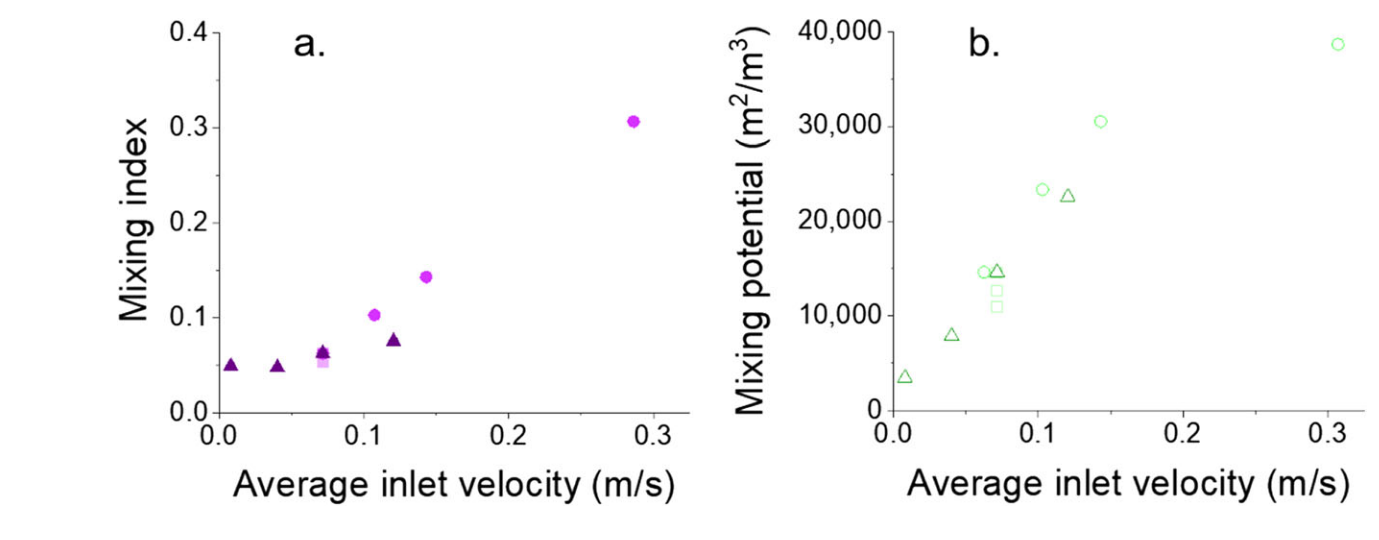 a.
Mixing index
0.4
0.3
0.2
0.1
0.0
0.0 0.1 0.2 0.3
Average inlet velocity (m/s)
b.
Mixing potential (m²/m³)
40,000
30,000
20,000
10,000
0
0.0 0.1 0.2 0.3
Average inlet velocity (m/s)